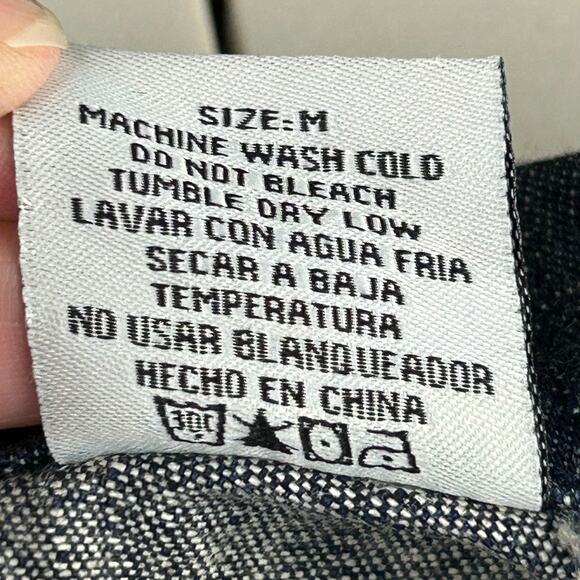 SIZE:M
MACHINE WASH COLD
DO NOT BLEACH
TUMBLE DRY LOW
LAVAR CON AGUA FRIA
SECAR A BAJA
TEMPERATURA
NO USAR BLANQUEADOR
HECHO EN CHINA
30C